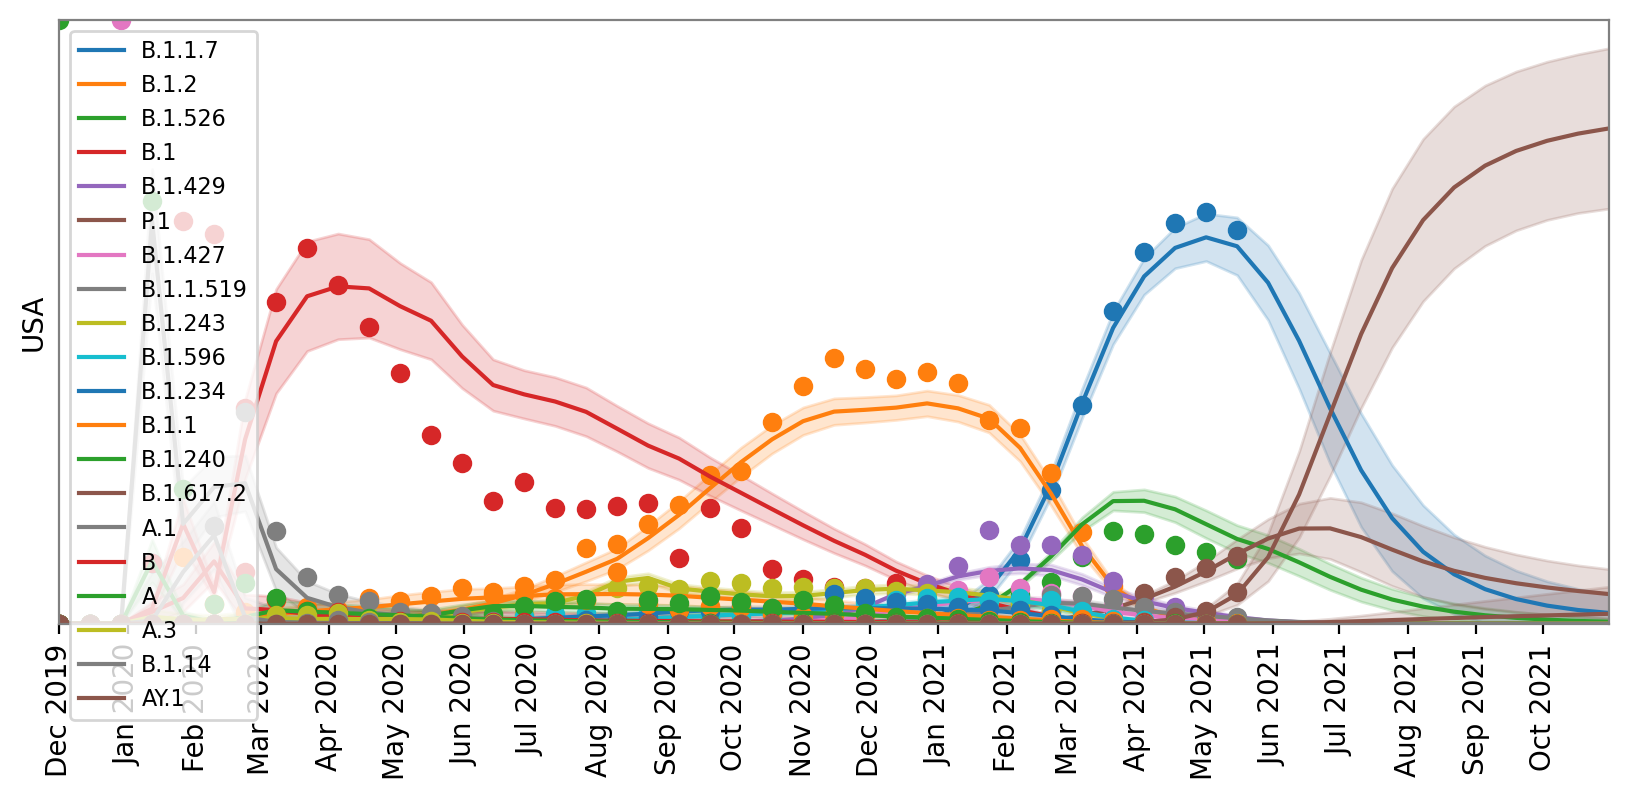 USA
B.1.1.7
B.1.2
B.1.526
B.1
B.1.429
P.1
B.1.427
B.1.1.519
B.1.243
B.1.596
B.1.234
B.1.1
B.1.240
B.1.617.2
A.1
B
A
A.3
B.1.14
AY.1
Dec 2019
Jan 2020
Feb 2020
Mar 2020
Apr 2020
May 2020
Jun 2020
Jul 2020
Aug 2020
Sep 2020
Oct 2020
Nov 2020
Dec 2020
Jan 2021
Feb 2021
Mar 2021
Apr 2021
May 2021
Jun 2021
Jul 2021
Aug 2021
Sep 2021
Oct 2021